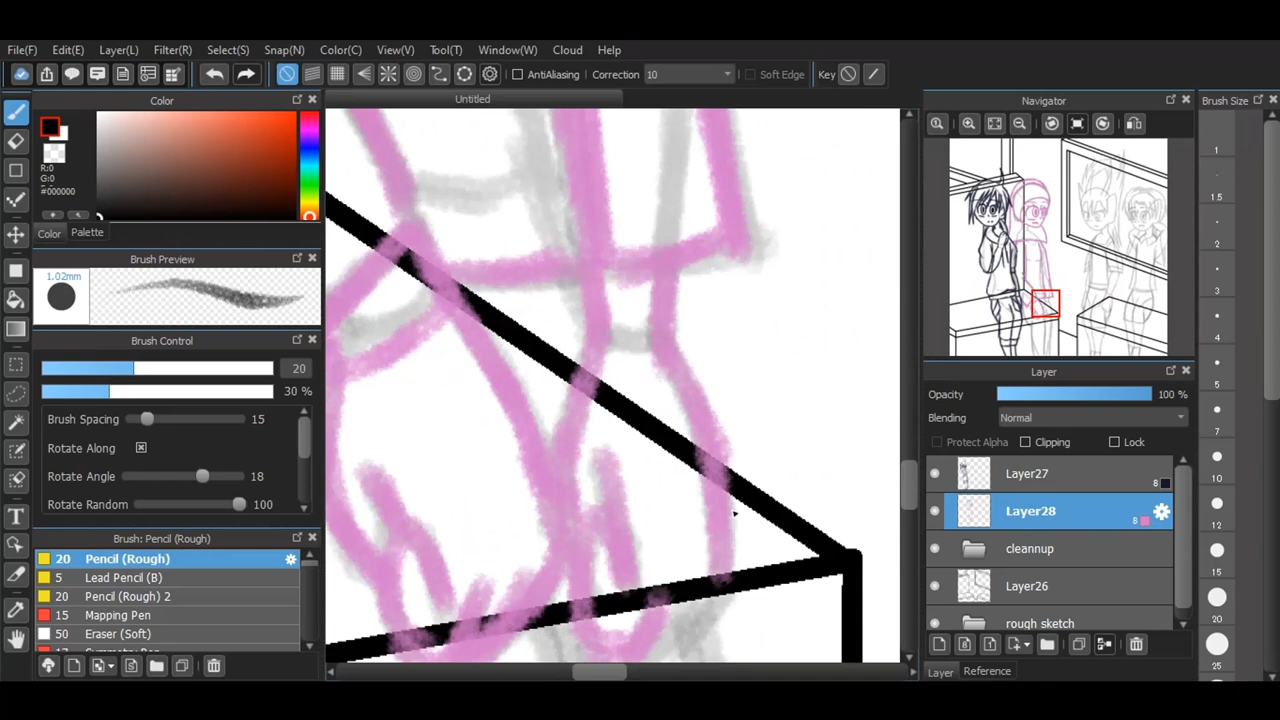 File(F) Edit(E) Layer(L) Filter(R) Select(S) Snap(N) Color(C) View(V) Tool(T) Window(W) Cloud Help
AntiAliasing Correction 10 Soft Edge Key
Color
Untitled
Navigator
Brush Size
R:0
G:0
#000000
Color Palette
Brush Preview
1.02mm
Brush Control
20
30 %
Brush Spacing 15
Rotate Along
Rotate Angle 18
Rotate Random 100
Brush: Pencil (Rough)
20 Pencil (Rough)
5 Lead Pencil (B)
20 Pencil (Rough) 2
15 Mapping Pen
50 Eraser (Soft)
Layer
Opacity 100 %
Blending Normal
Protect Alpha Clipping Lock
Layer27
8
Layer28
8
cleannup
Layer26
rough sketch
Layer Reference
1
1.5
2
3
4
5
7
10
12
15
20
25